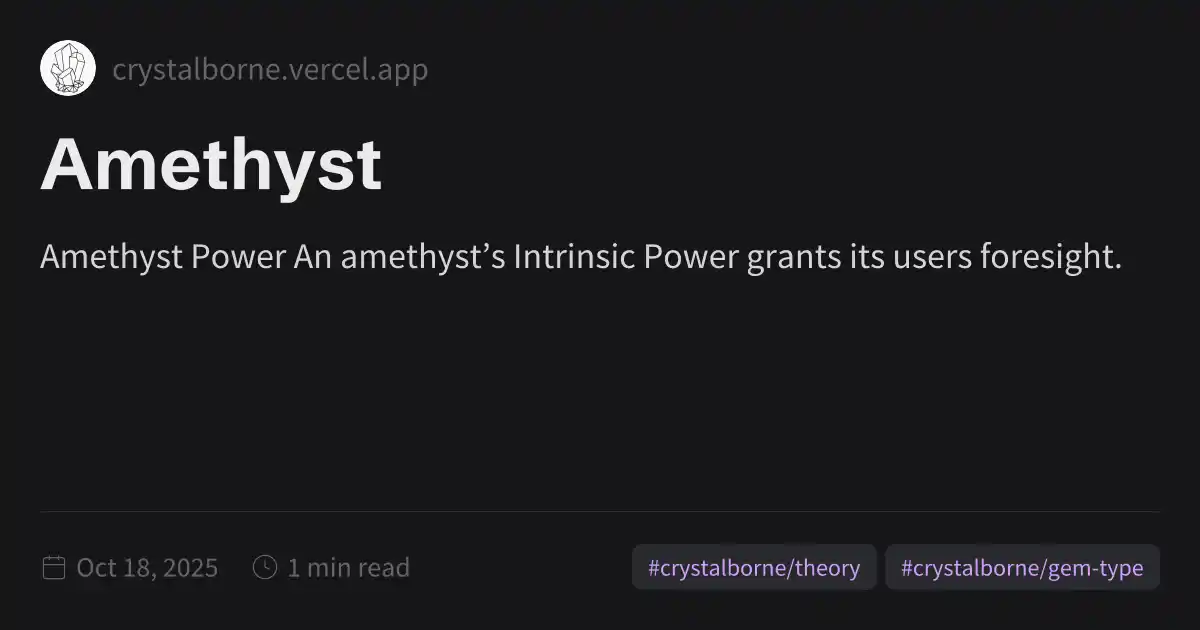 crystalborne.vercel.app
Amethyst
Amethyst Power An amethyst’s Intrinsic Power grants its users foresight.
Oct 18, 2025 1 min read #crystalborne/theory #crystalborne/gem-type